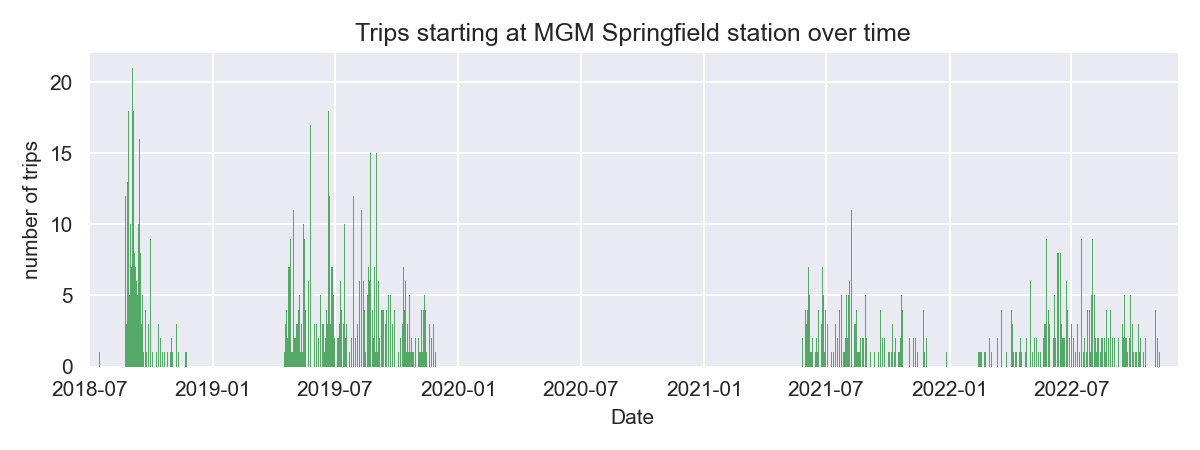 Trips starting at MGM Springfield station over time
number of trips
20
15
10
5
0
2018-07 2019-01 2019-07 2020-01 2020-07 2021-01 2021-07 2022-01 2022-07
Date